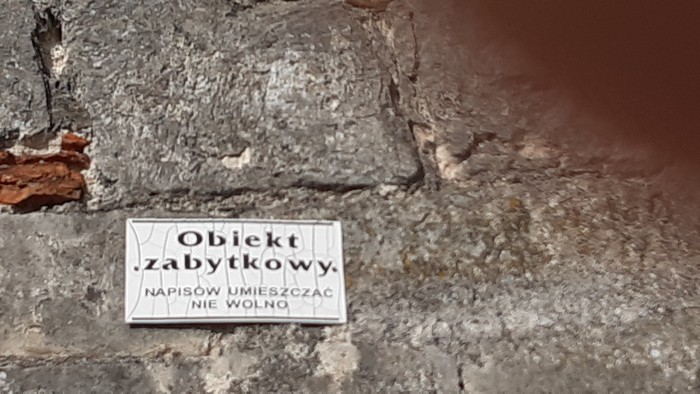 Obiekt
.zabytkowy.
NAPISÓW UMIESZCZAĆ
NIE WOLNO